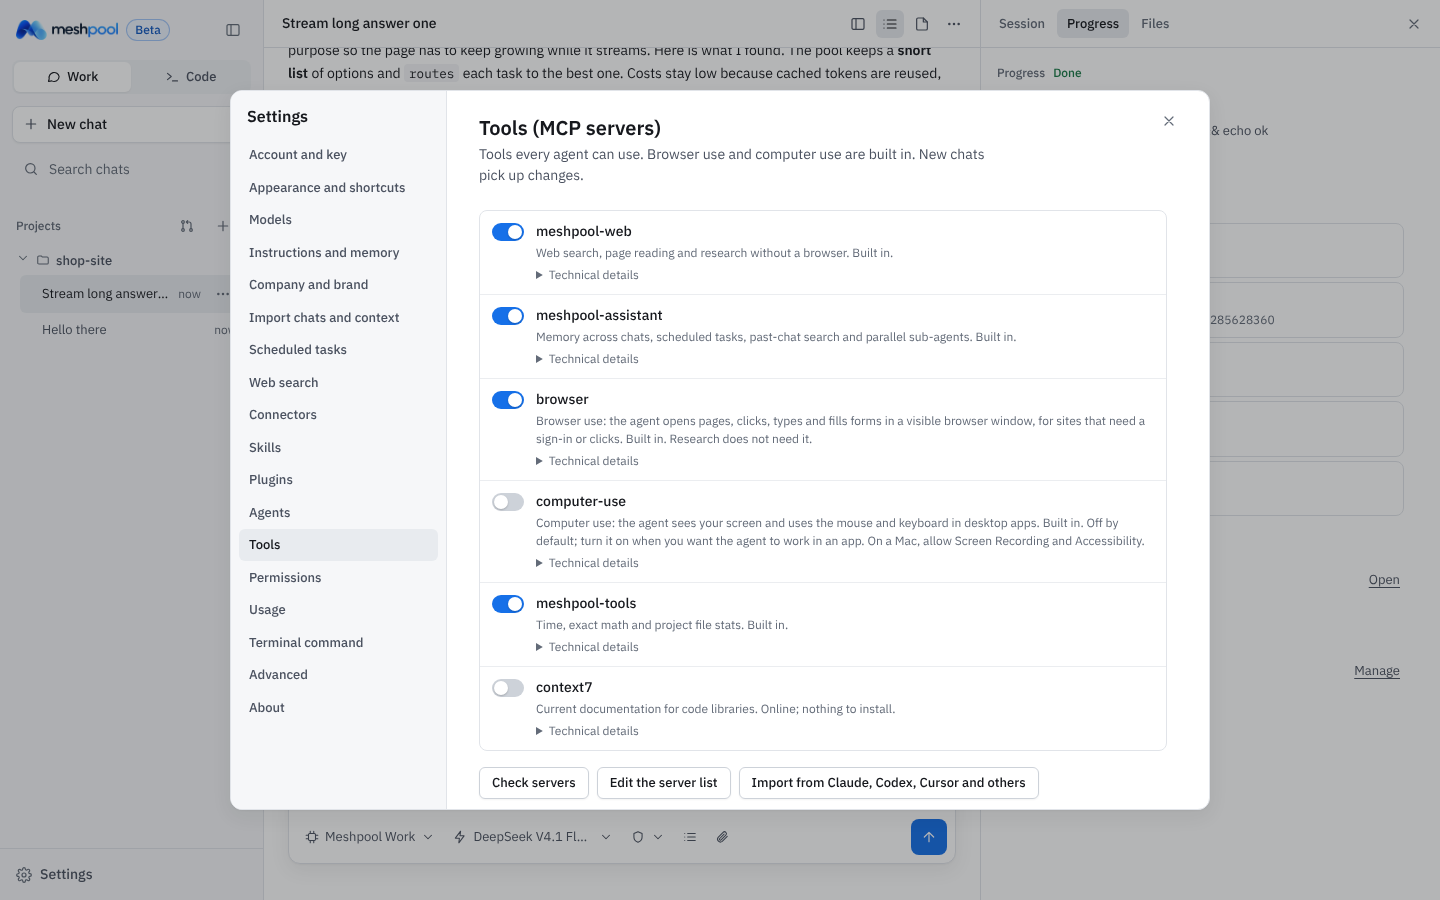 meshpool Beta
Work
Code
New chat
Search chats
Projects
shop-site
Stream long answer... now
Hello there
Settings
Stream long answer one
purpose so the page has to keep growing while it streams. Here is what I found. The pool keeps a short
list of options and routes each task to the best one. Costs stay low because cached tokens are reused,
Session Progress Files
Progress Done
& echo ok
285628360
Open
Manage
Settings
Account and key
Appearance and shortcuts
Models
Instructions and memory
Company and brand
Import chats and context
Scheduled tasks
Web search
Connectors
Skills
Plugins
Agents
Tools
Permissions
Usage
Terminal command
Advanced
About
Tools (MCP servers)
Tools every agent can use. Browser use and computer use are built in. New chats
pick up changes.
meshpool-web
Web search, page reading and research without a browser. Built in.
Technical details
meshpool-assistant
Memory across chats, scheduled tasks, past-chat search and parallel sub-agents. Built in.
Technical details
browser
Browser use: the agent opens pages, clicks, types and fills forms in a visible browser window, for sites that need a
sign-in or clicks. Built in. Research does not need it.
Technical details
computer-use
Computer use: the agent sees your screen and uses the mouse and keyboard in desktop apps. Built in. Off by
default; turn it on when you want the agent to work in an app. On a Mac, allow Screen Recording and Accessibility.
Technical details
meshpool-tools
Time, exact math and project file stats. Built in.
Technical details
context7
Current documentation for code libraries. Online; nothing to install.
Technical details
Check servers
Edit the server list
Import from Claude, Codex, Cursor and others
Meshpool Work
DeepSeek V4.1 Fl...